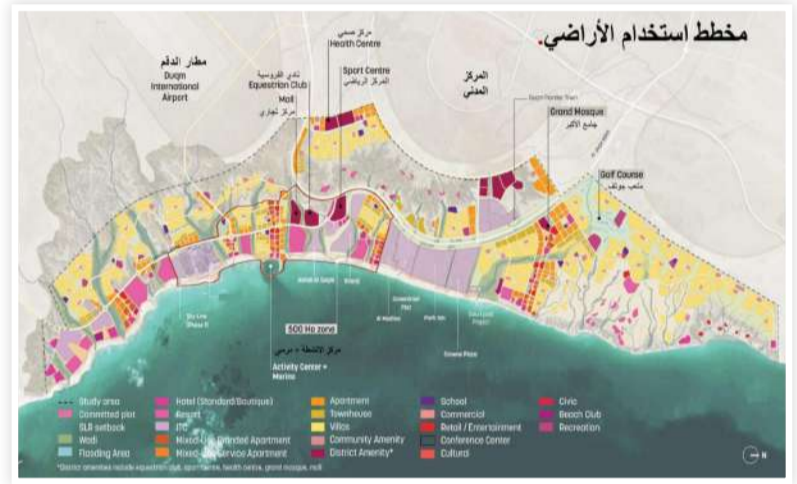 مخطط استخدام الأراضي.
مركز صحي
Health Centre
مطار الدقم
Duqm
International
Airport
نادي الفروسية
Equestrian Club
Sport Centre
المركز الرياضي
المركز
المدني
Mall
مركز تجاري
Grand Mosque
جامع الأكبر
Golf Course
ملعب جولف
500 Ha zone
مركز الأنشطة + مرسى
Activity Center +
Marina
Crowne Plaza
Park Inn
Study area
Committed plot
SLR setback
Wadi
Flooding Area
Hotel (Standard/Boutique)
Resort
ITC
Mixed-Use Branded Apartment
Mixed-Use Service Apartment
Apartment
Townhouse
Villas
Community Amenity
District Amenity*
School
Commercial
Retail / Entertainment
Conference Center
Cultural
Civic
Beach Club
Recreation
*District amenities include equestrian club, sport centre, health centre, grand mosque, mall
N